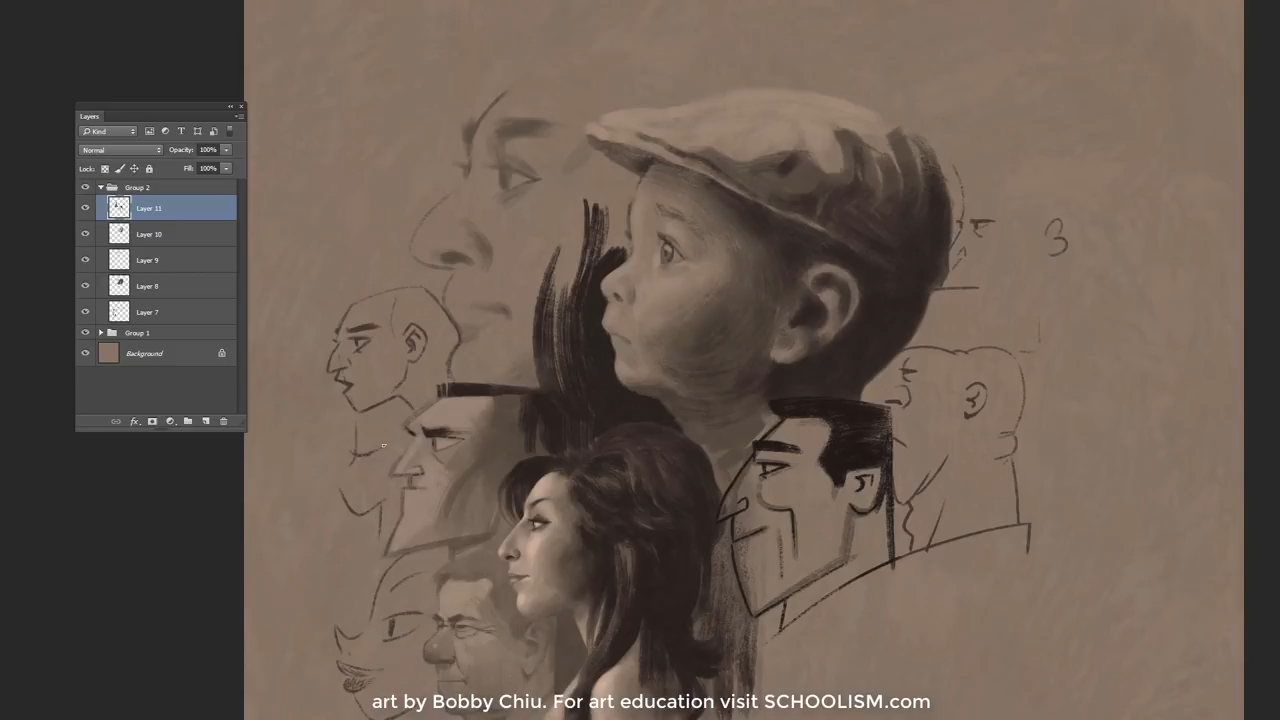 Layers
Kind
Normal
Opacity: 100%
Lock:
Fill: 100%
Group 2
Layer 11
Layer 10
Layer 9
Layer 8
Layer 7
Group 1
Background
fx
3
art by Bobby Chiu. For art education visit SCHOOLISM.com